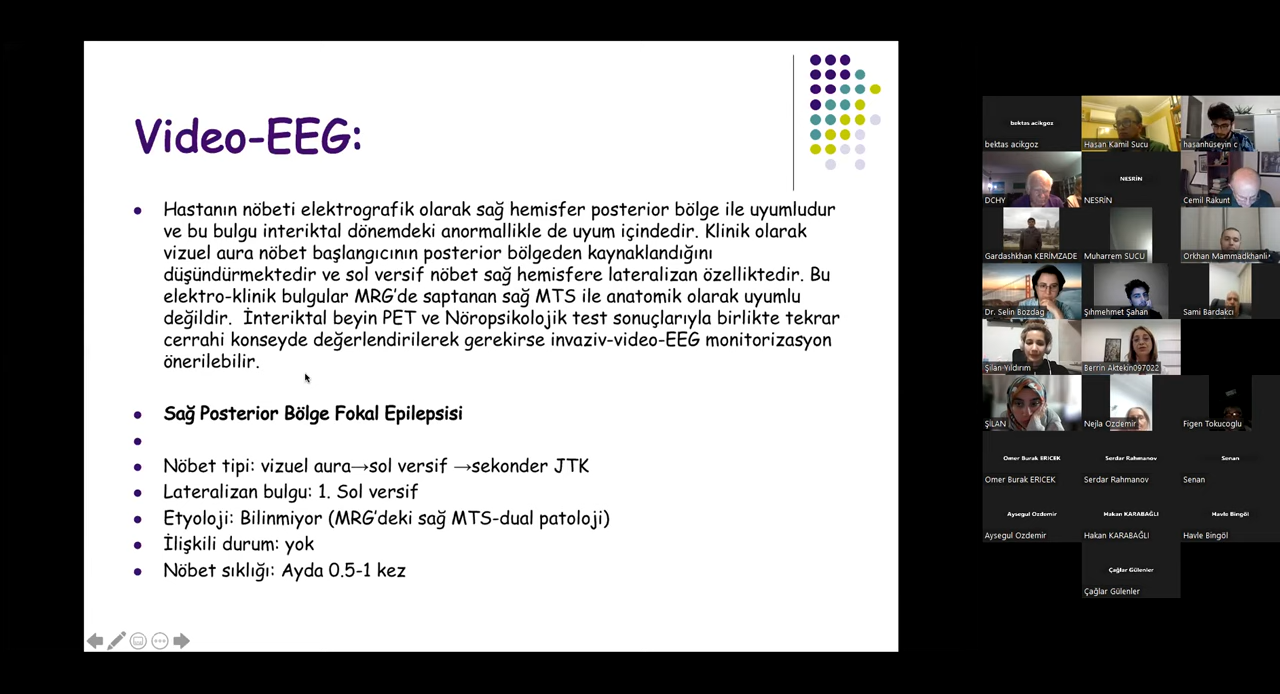 Video-EEG:
Hastanın nöbeti elektrografik olarak sağ hemisfer posterior bölge ile uyumludur
ve bu bulgu interiktal dönemdeki anormallikle de uyum içindedir. Klinik olarak
vizuel aura nöbet başlangıcının posterior bölgeden kaynaklandığını
düşündürmektedir ve sol versif nöbet sağ hemisfere lateralizan özelliktedir. Bu
elektro-klinik bulgular MRG’de saptanan sağ MTS ile anatomik olarak uyumlu
değildir. İnteriktal beyin PET ve Nöropsikolojik test sonuçlarıyla birlikte tekrar
cerrahi konseyde değerlendirilerek gerekirse invaziv-video-EEG monitorizasyon
önerilebilir.
Sağ Posterior Bölge Fokal Epilepsisi
Nöbet tipi: vizuel aura→sol versif →sekonder JTK
Lateralizan bulgu: 1. Sol versif
Etyoloji: Bilinmiyor (MRG’deki sağ MTS-dual patoloji)
İlişkili durum: yok
Nöbet sıklığı: Ayda 0.5-1 kez
bektas acikgoz
bektas acikgoz
Hasan Kamil Sucu
hasanhüseyin c
DCHY
NESRİN
NESRİN
Cemil Rakunt
Gardashkhan KERİMZADE
Muharrem SUCU
Orkhan Mammadkhanli
Dr. Selin Bozdag
Şıhmehmet Şahan
Sami Bardakcı
Şilan Yıldırım
Berrin Aktekin097022
ŞİLAN
Nejla Ozdemir
Figen Tokucoglu
Omer Burak ERICEK
Serdar Rahmanov
Senan
Omer Burak ERICEK
Serdar Rahmanov
Senan
Aysegul Ozdemir
Hakan KARABAĞLI
Havle Bingöl
Aysegul Ozdemir
Hakan KARABAĞLI
Havle Bingöl
Çağlar Gülenler
Çağlar Gülenler